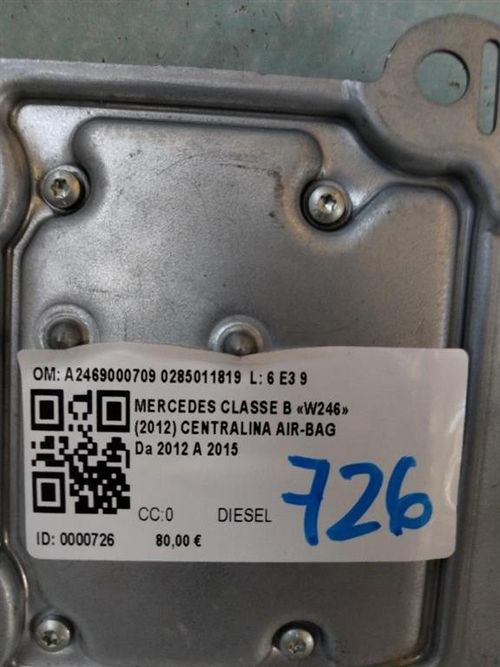 OM: A2469000709 0285011819 L: 6 E3 9
MERCEDES CLASSE B «W246»
(2012) CENTRALINA AIR-BAG
Da 2012 A 2015
CC:0 DIESEL
726
ID: 0000726 80,00 €